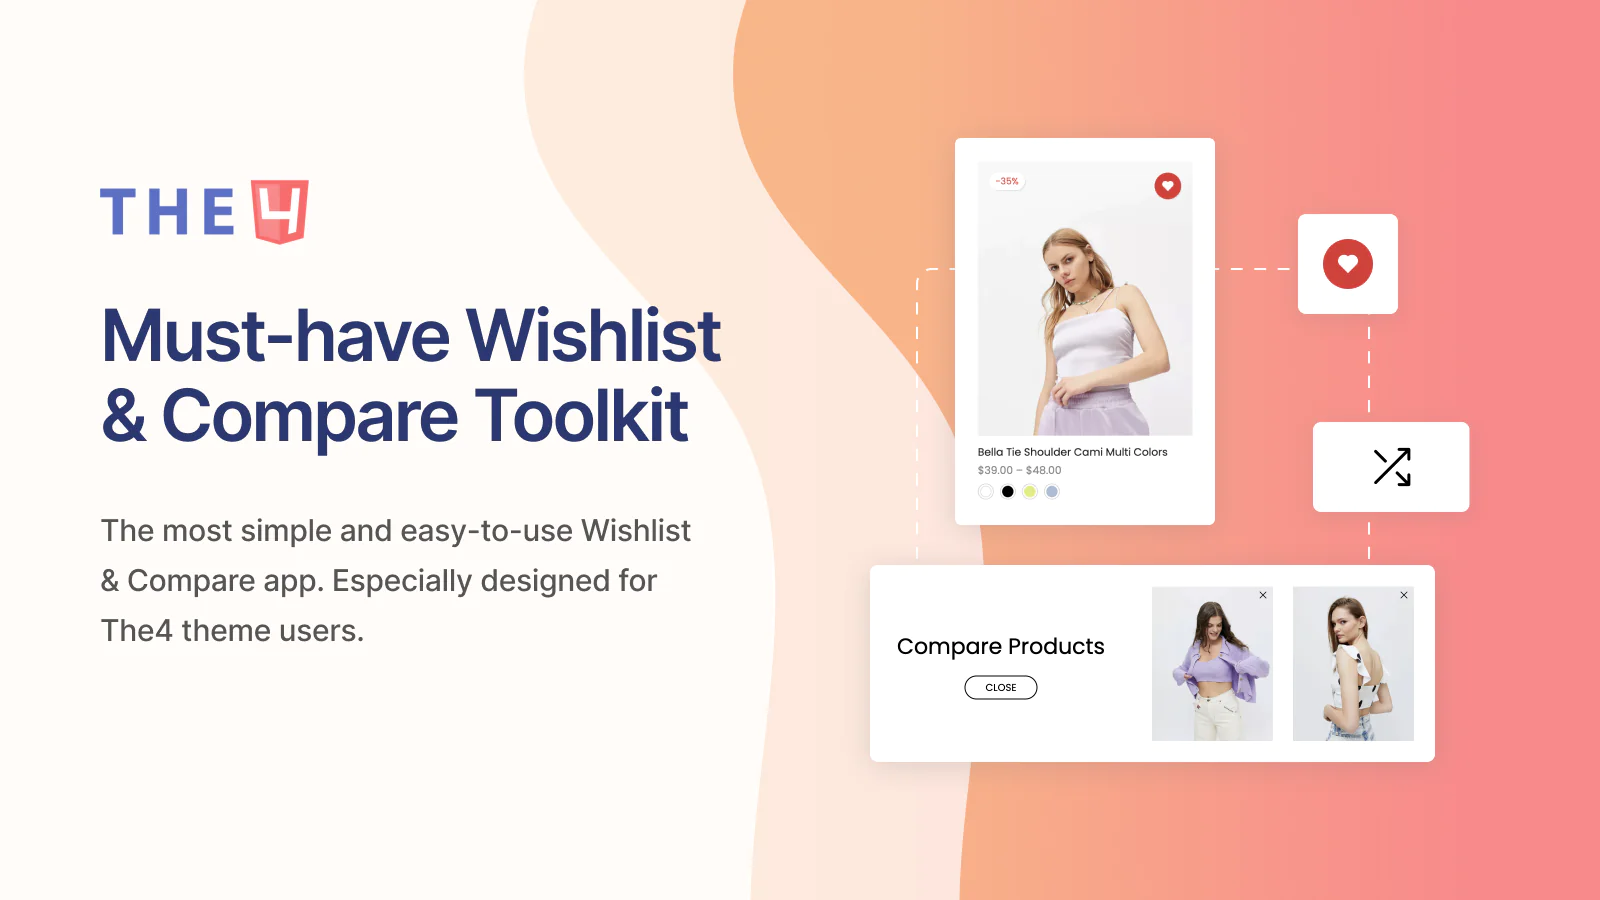 THE4
Must-have Wishlist
& Compare Toolkit
The most simple and easy-to-use Wishlist
& Compare app. Especially designed for
The4 theme users.
-35%
Bella Tie Shoulder Cami Multi Colors
$39.00 – $48.00
Compare Products
CLOSE